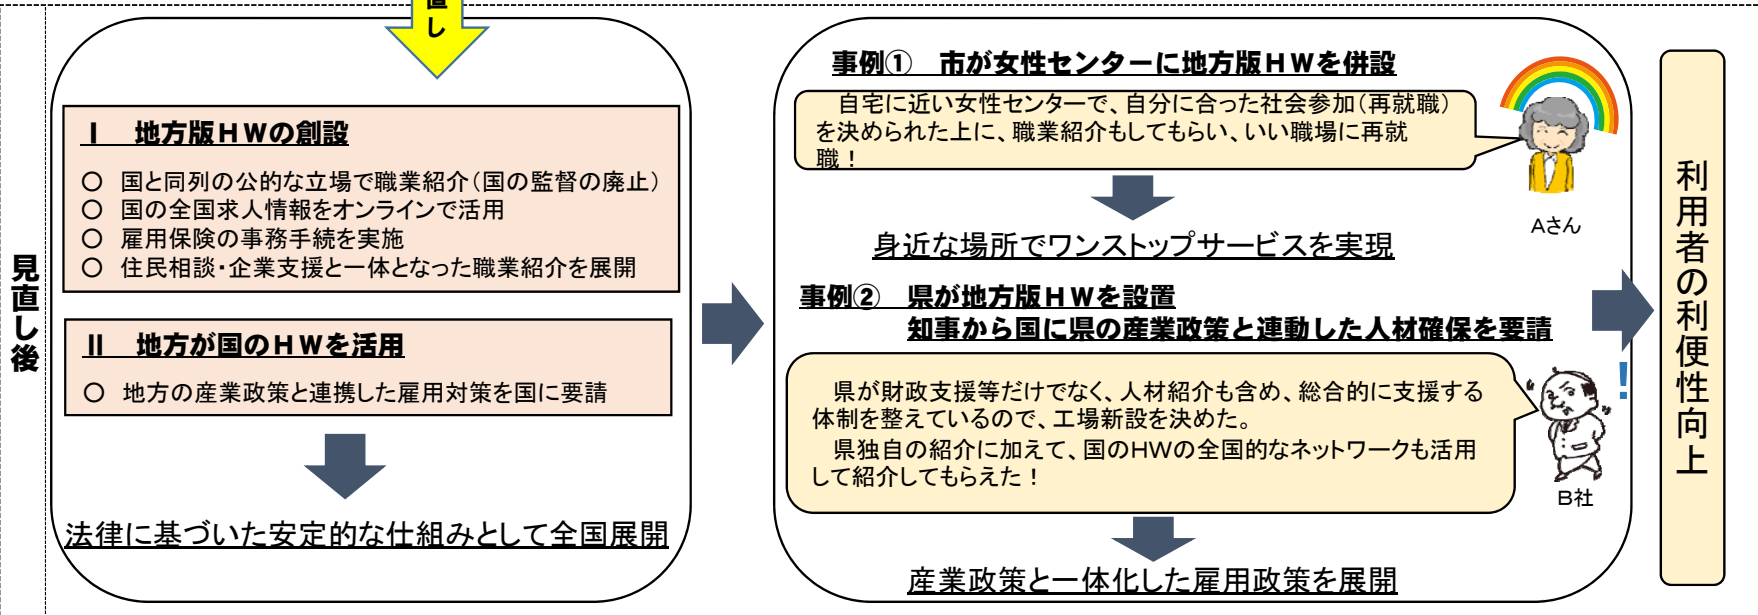 直し
見直し後
Ⅰ 地方版HWの創設
○ 国と同列の公的な立場で職業紹介(国の監督の廃止)
○ 国の全国求人情報をオンラインで活用
○ 雇用保険の事務手続を実施
○ 住民相談・企業支援と一体となった職業紹介を展開
Ⅱ 地方が国のHWを活用
○ 地方の産業政策と連携した雇用対策を国に要請
法律に基づいた安定的な仕組みとして全国展開
事例① 市が女性センターに地方版HWを併設
自宅に近い女性センターで、自分に合った社会参加(再就職)
を決められた上に、職業紹介もしてもらい、いい職場に再就
職!
Aさん
身近な場所でワンストップサービスを実現
事例② 県が地方版HWを設置
知事から国に県の産業政策と連動した人材確保を要請
県が財政支援等だけでなく、人材紹介も含め、総合的に支援する
体制を整えているので、工場新設を決めた。
県独自の紹介に加えて、国のHWの全国的なネットワークも活用
して紹介してもらえた!
!
B社
産業政策と一体化した雇用政策を展開
利用者の利便性向上